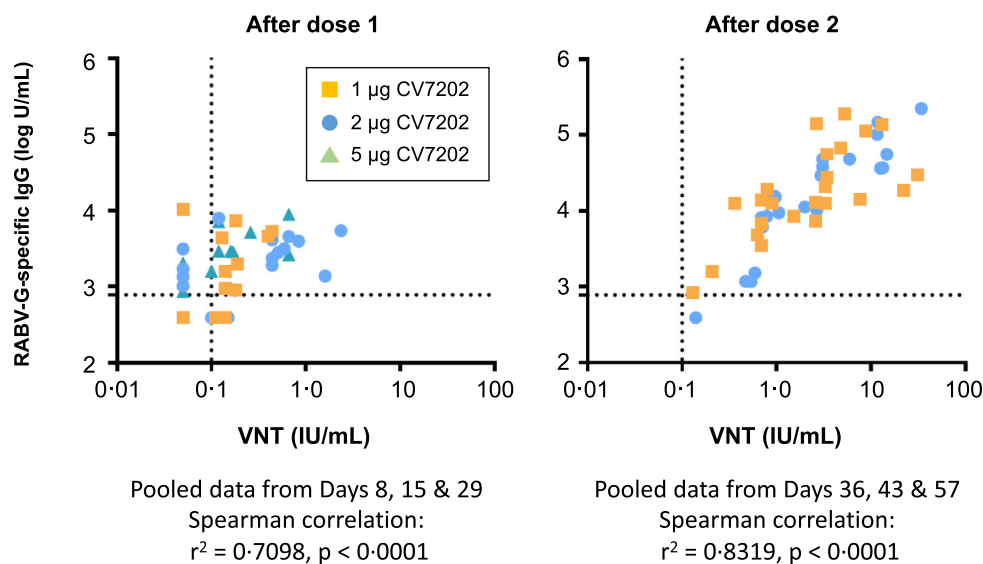 After dose 1
After dose 2
RABV-G-specific IgG (log U/mL)
6
5
4
3
2
1 µg CV7202
2 µg CV7202
5 µg CV7202
0·01
0·1
1·0
10
100
VNT (IU/mL)
6
5
4
3
2
0·01
0·1
1·0
10
100
VNT (IU/mL)
Pooled data from Days 8, 15 & 29
Spearman correlation:
r² = 0·7098, p < 0·0001
Pooled data from Days 36, 43 & 57
Spearman correlation:
r² = 0·8319, p < 0·0001